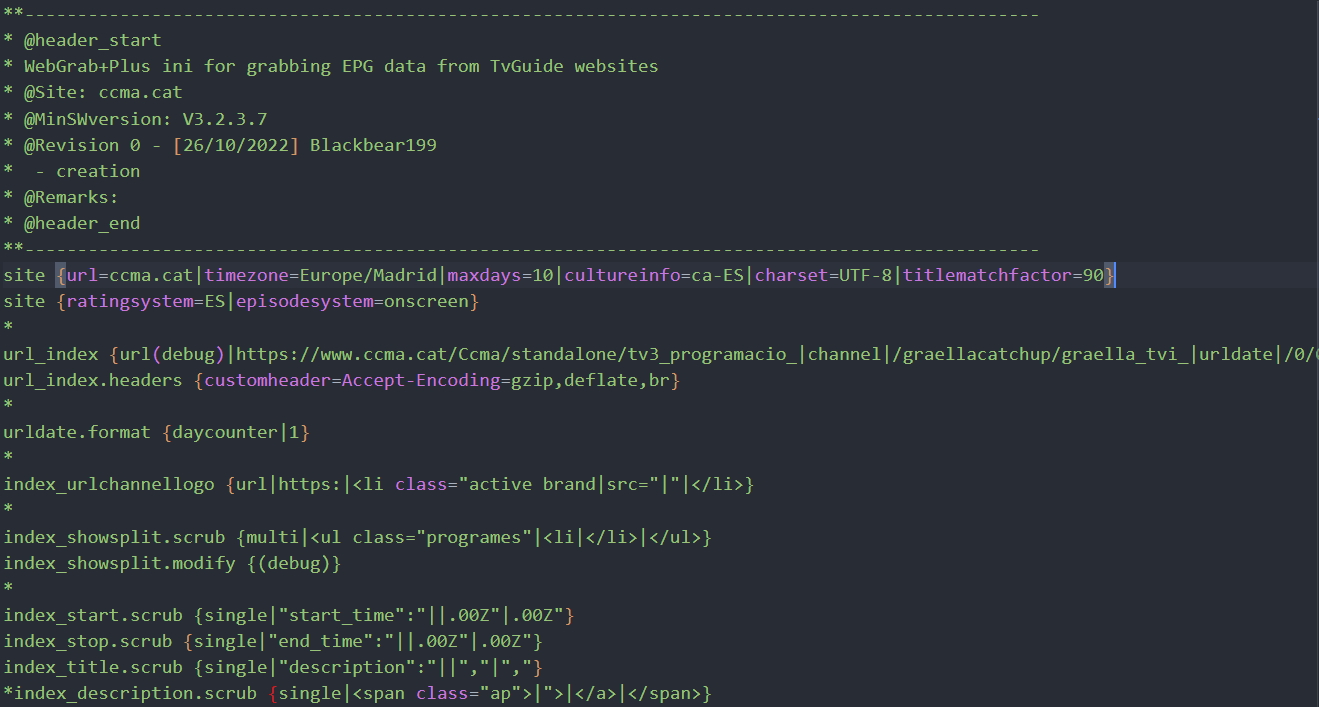 **------------------------------------------------------------------------------------------------
* @header_start
* WebGrab+Plus ini for grabbing EPG data from TvGuide websites
* @Site: ccma.cat
* @MinSWversion: V3.2.3.7
* @Revision 0 - [26/10/2022] Blackbear199
*  - creation
* @Remarks:
* @header_end
**------------------------------------------------------------------------------------------------
site {url=ccma.cat|timezone=Europe/Madrid|maxdays=10|cultureinfo=ca-ES|charset=UTF-8|titlematchfactor=90}
site {ratingsystem=ES|episodesystem=onscreen}
*
url_index {url(debug)|https://www.ccma.cat/Ccma/standalone/tv3_programacio_|channel|/graellacatchup/graella_tvi_|urldate|/0/
url_index.headers {customheader=Accept-Encoding=gzip,deflate,br}
*
urldate.format {daycounter|1}
*
index_urlchannellogo {url|https:|<li class="active brand|src="|"|</li>}
*
index_showsplit.scrub {multi|<ul class="programes"|<li|</li>|</ul>}
index_showsplit.modify {(debug)}
*
index_start.scrub {single|"start_time":"||.00Z"|.00Z"}
index_stop.scrub {single|"end_time":"||.00Z"|.00Z"}
index_title.scrub {single|"description":"||","|","}
*index_description.scrub {single|<span class="ap">|">|</a>|</span>}